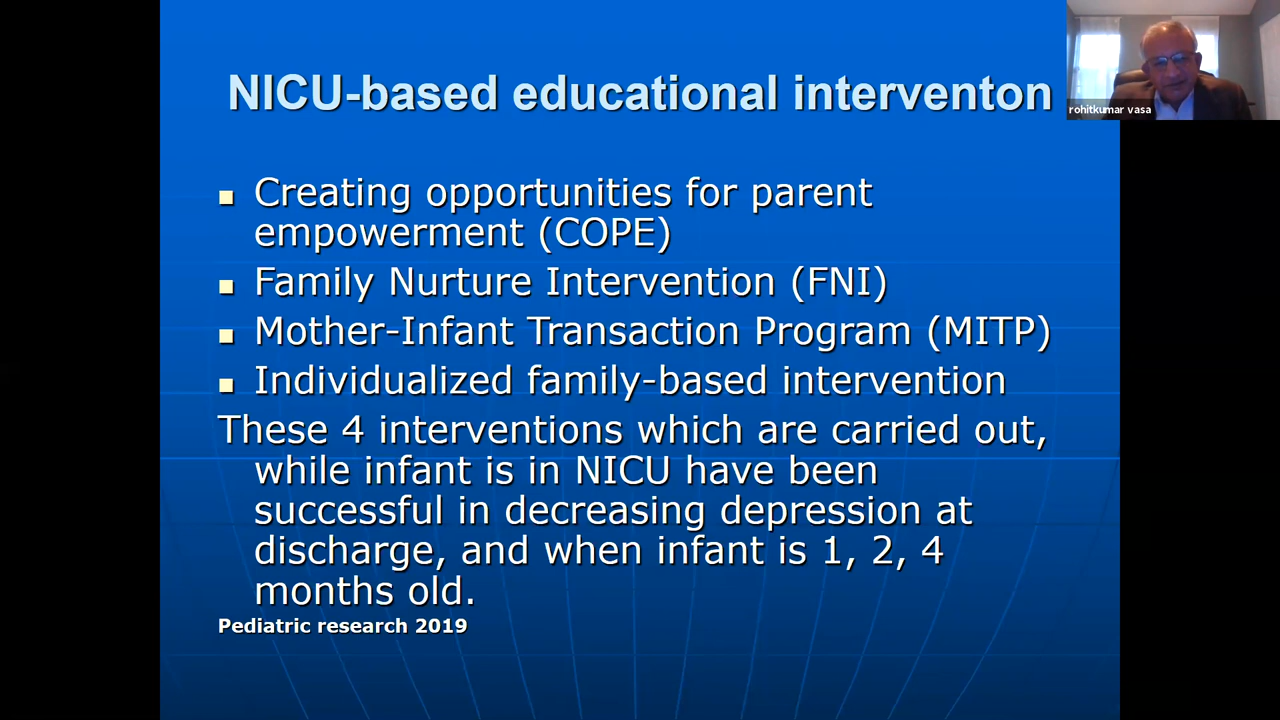 NICU-based educational interventon
rohitkumar vasa
Creating opportunities for parent
empowerment (COPE)
Family Nurture Intervention (FNI)
Mother-Infant Transaction Program (MITP)
Individualized family-based intervention
These 4 interventions which are carried out,
while infant is in NICU have been
successful in decreasing depression at
discharge, and when infant is 1, 2, 4
months old.
Pediatric research 2019